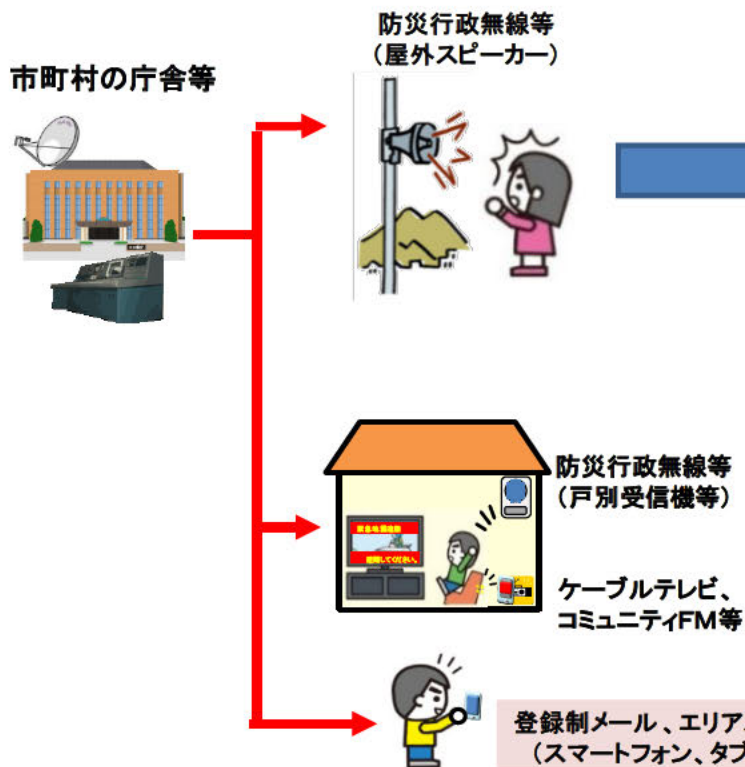 防災行政無線等
(屋外スピーカー)
市町村の庁舎等
防災行政無線等
(戸別受信機等)
ケーブルテレビ、
コミュニティFM等
登録制メール、エリア
(スマートフォン、タブ